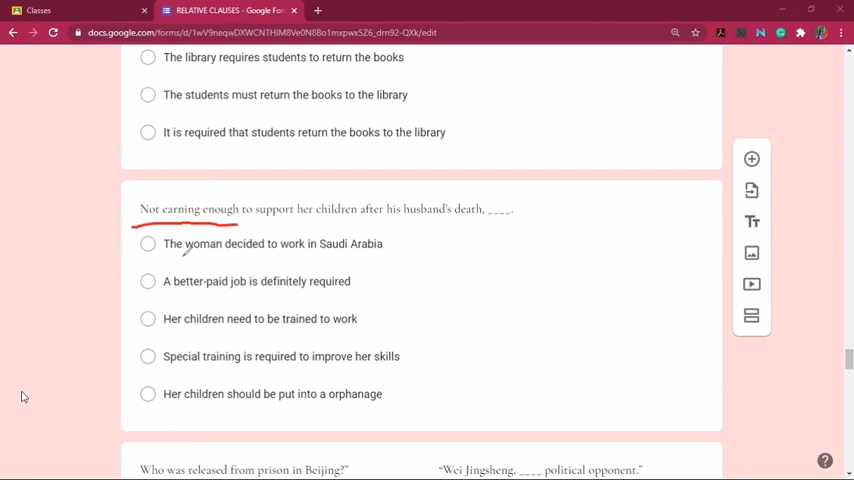 Classes
RELATIVE CLAUSES - Google For
docs.google.com/forms/d/1wV9neqwDXWCNTHIM8Ve0N8Bo1mxpwx5Z6_drn92-QXk/edit
The library requires students to return the books
The students must return the books to the library
It is required that students return the books to the library
Not earning enough to support her children after his husband's death, ____.
The woman decided to work in Saudi Arabia
A better-paid job is definitely required
Her children need to be trained to work
Special training is required to improve her skills
Her children should be put into a orphanage
Who was released from prison in Beijing?" "Wei Jingsheng, ____ political opponent."